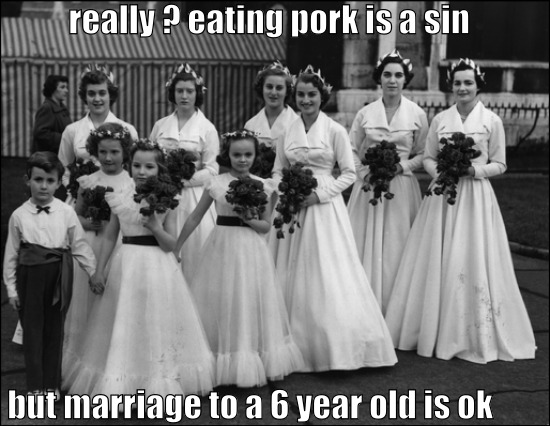 really ? eating pork is a sin
but marriage to a 6 year old is ok